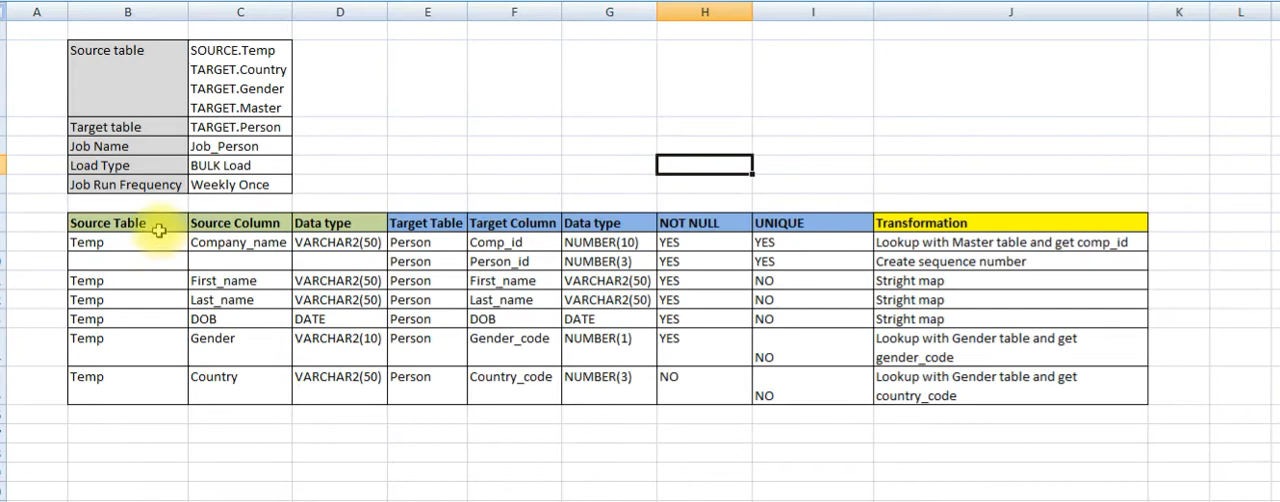 A B C D E F G H I J K L
Source table SOURCE.Temp
TARGET.Country
TARGET.Gender
TARGET.Master
Target table TARGET.Person
Job Name Job_Person
Load Type BULK Load
Job Run Frequency Weekly Once
Source Table Source Column Data type Target Table Target Column Data type NOT NULL UNIQUE Transformation
Temp Company_name VARCHAR2(50) Person Comp_id NUMBER(10) YES YES Lookup with Master table and get comp_id
Person Person_id NUMBER(3) YES YES Create sequence number
Temp First_name VARCHAR2(50) Person First_name VARCHAR2(50) YES NO Stright map
Temp Last_name VARCHAR2(50) Person Last_name VARCHAR2(50) YES NO Stright map
Temp DOB DATE Person DOB DATE YES NO Stright map
Temp Gender VARCHAR2(10) Person Gender_code NUMBER(1) YES Lookup with Gender table and get
NO gender_code
Temp Country VARCHAR2(50) Person Country_code NUMBER(3) NO Lookup with Gender table and get
NO country_code